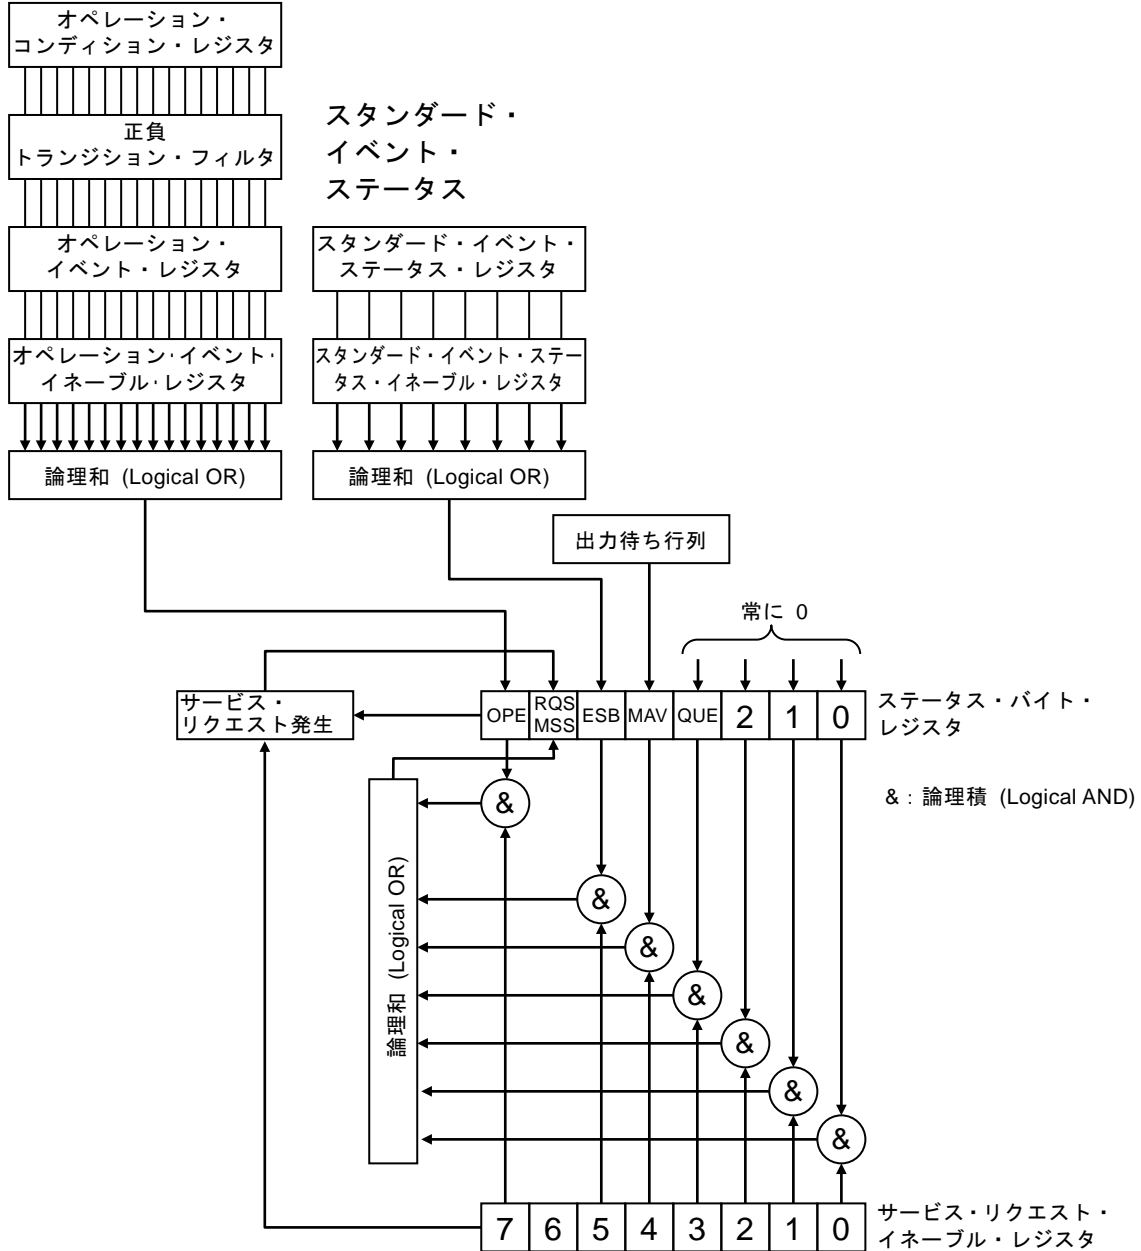 オペレーション・
コンディション・レジスタ
正負
トランジション・フィルタ
スタンダード・
イベント・
ステータス
オペレーション・
イベント・レジスタ
スタンダード・イベント・
ステータス・レジスタ
オペレーション・イベント・
イネーブル・レジスタ
スタンダード・イベント・ステー
タス・イネーブル・レジスタ
論理和 (Logical OR)
論理和 (Logical OR)
出力待ち行列
常に 0
サービス・
リクエスト発生
OPE
RQS
MSS
ESB
MAV
QUE
2
1
0
ステータス・バイト・
レジスタ
&
&:論理積 (Logical AND)
論理和 (Logical OR)
&
&
&
&
&
&
7
6
5
4
3
2
1
0
サービス・リクエスト・
イネーブル・レジスタ